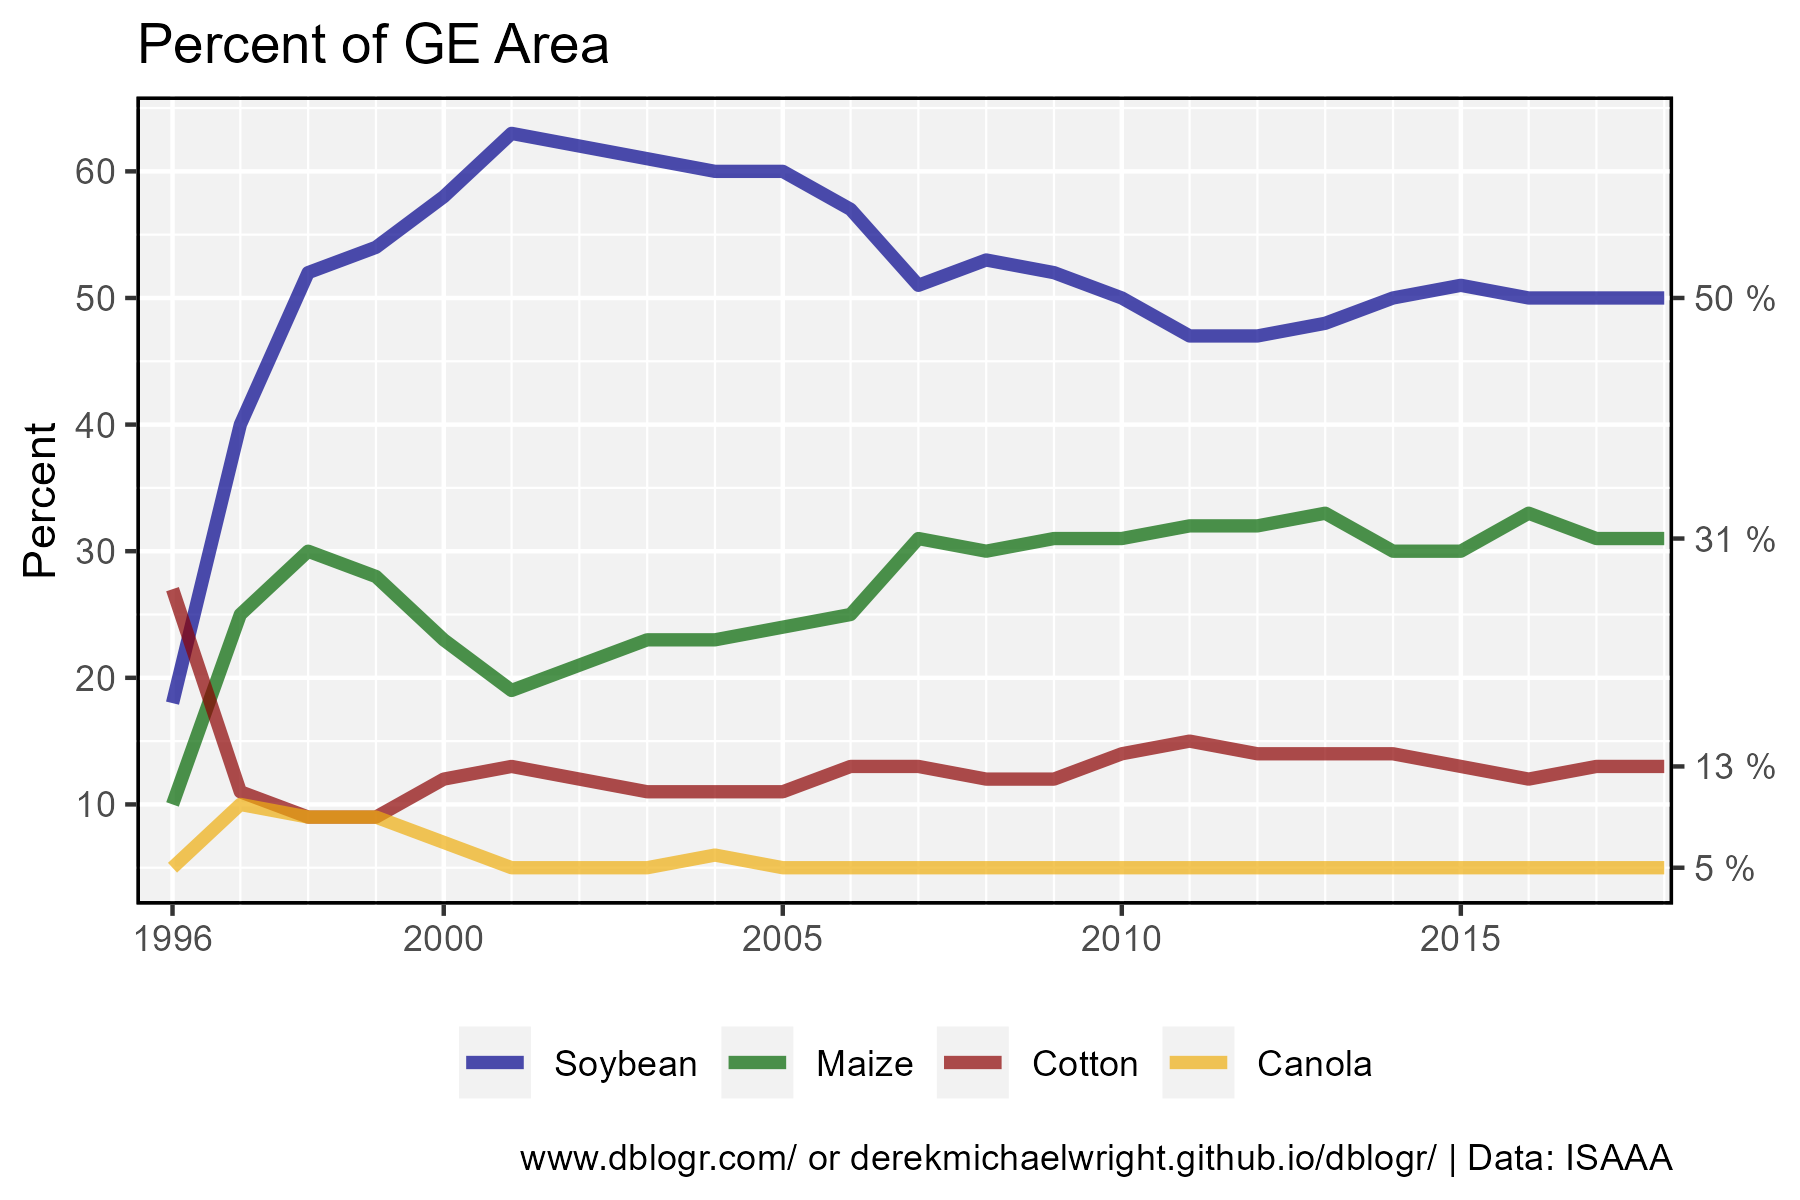 Percent of GE Area
Percent
60
50
40
30
20
10
50 %
31 %
13 %
5 %
1996 2000 2005 2010 2015
Soybean Maize Cotton Canola
www.dblogr.com/ or derekmichaelwright.github.io/dblogr/ | Data: ISAAA